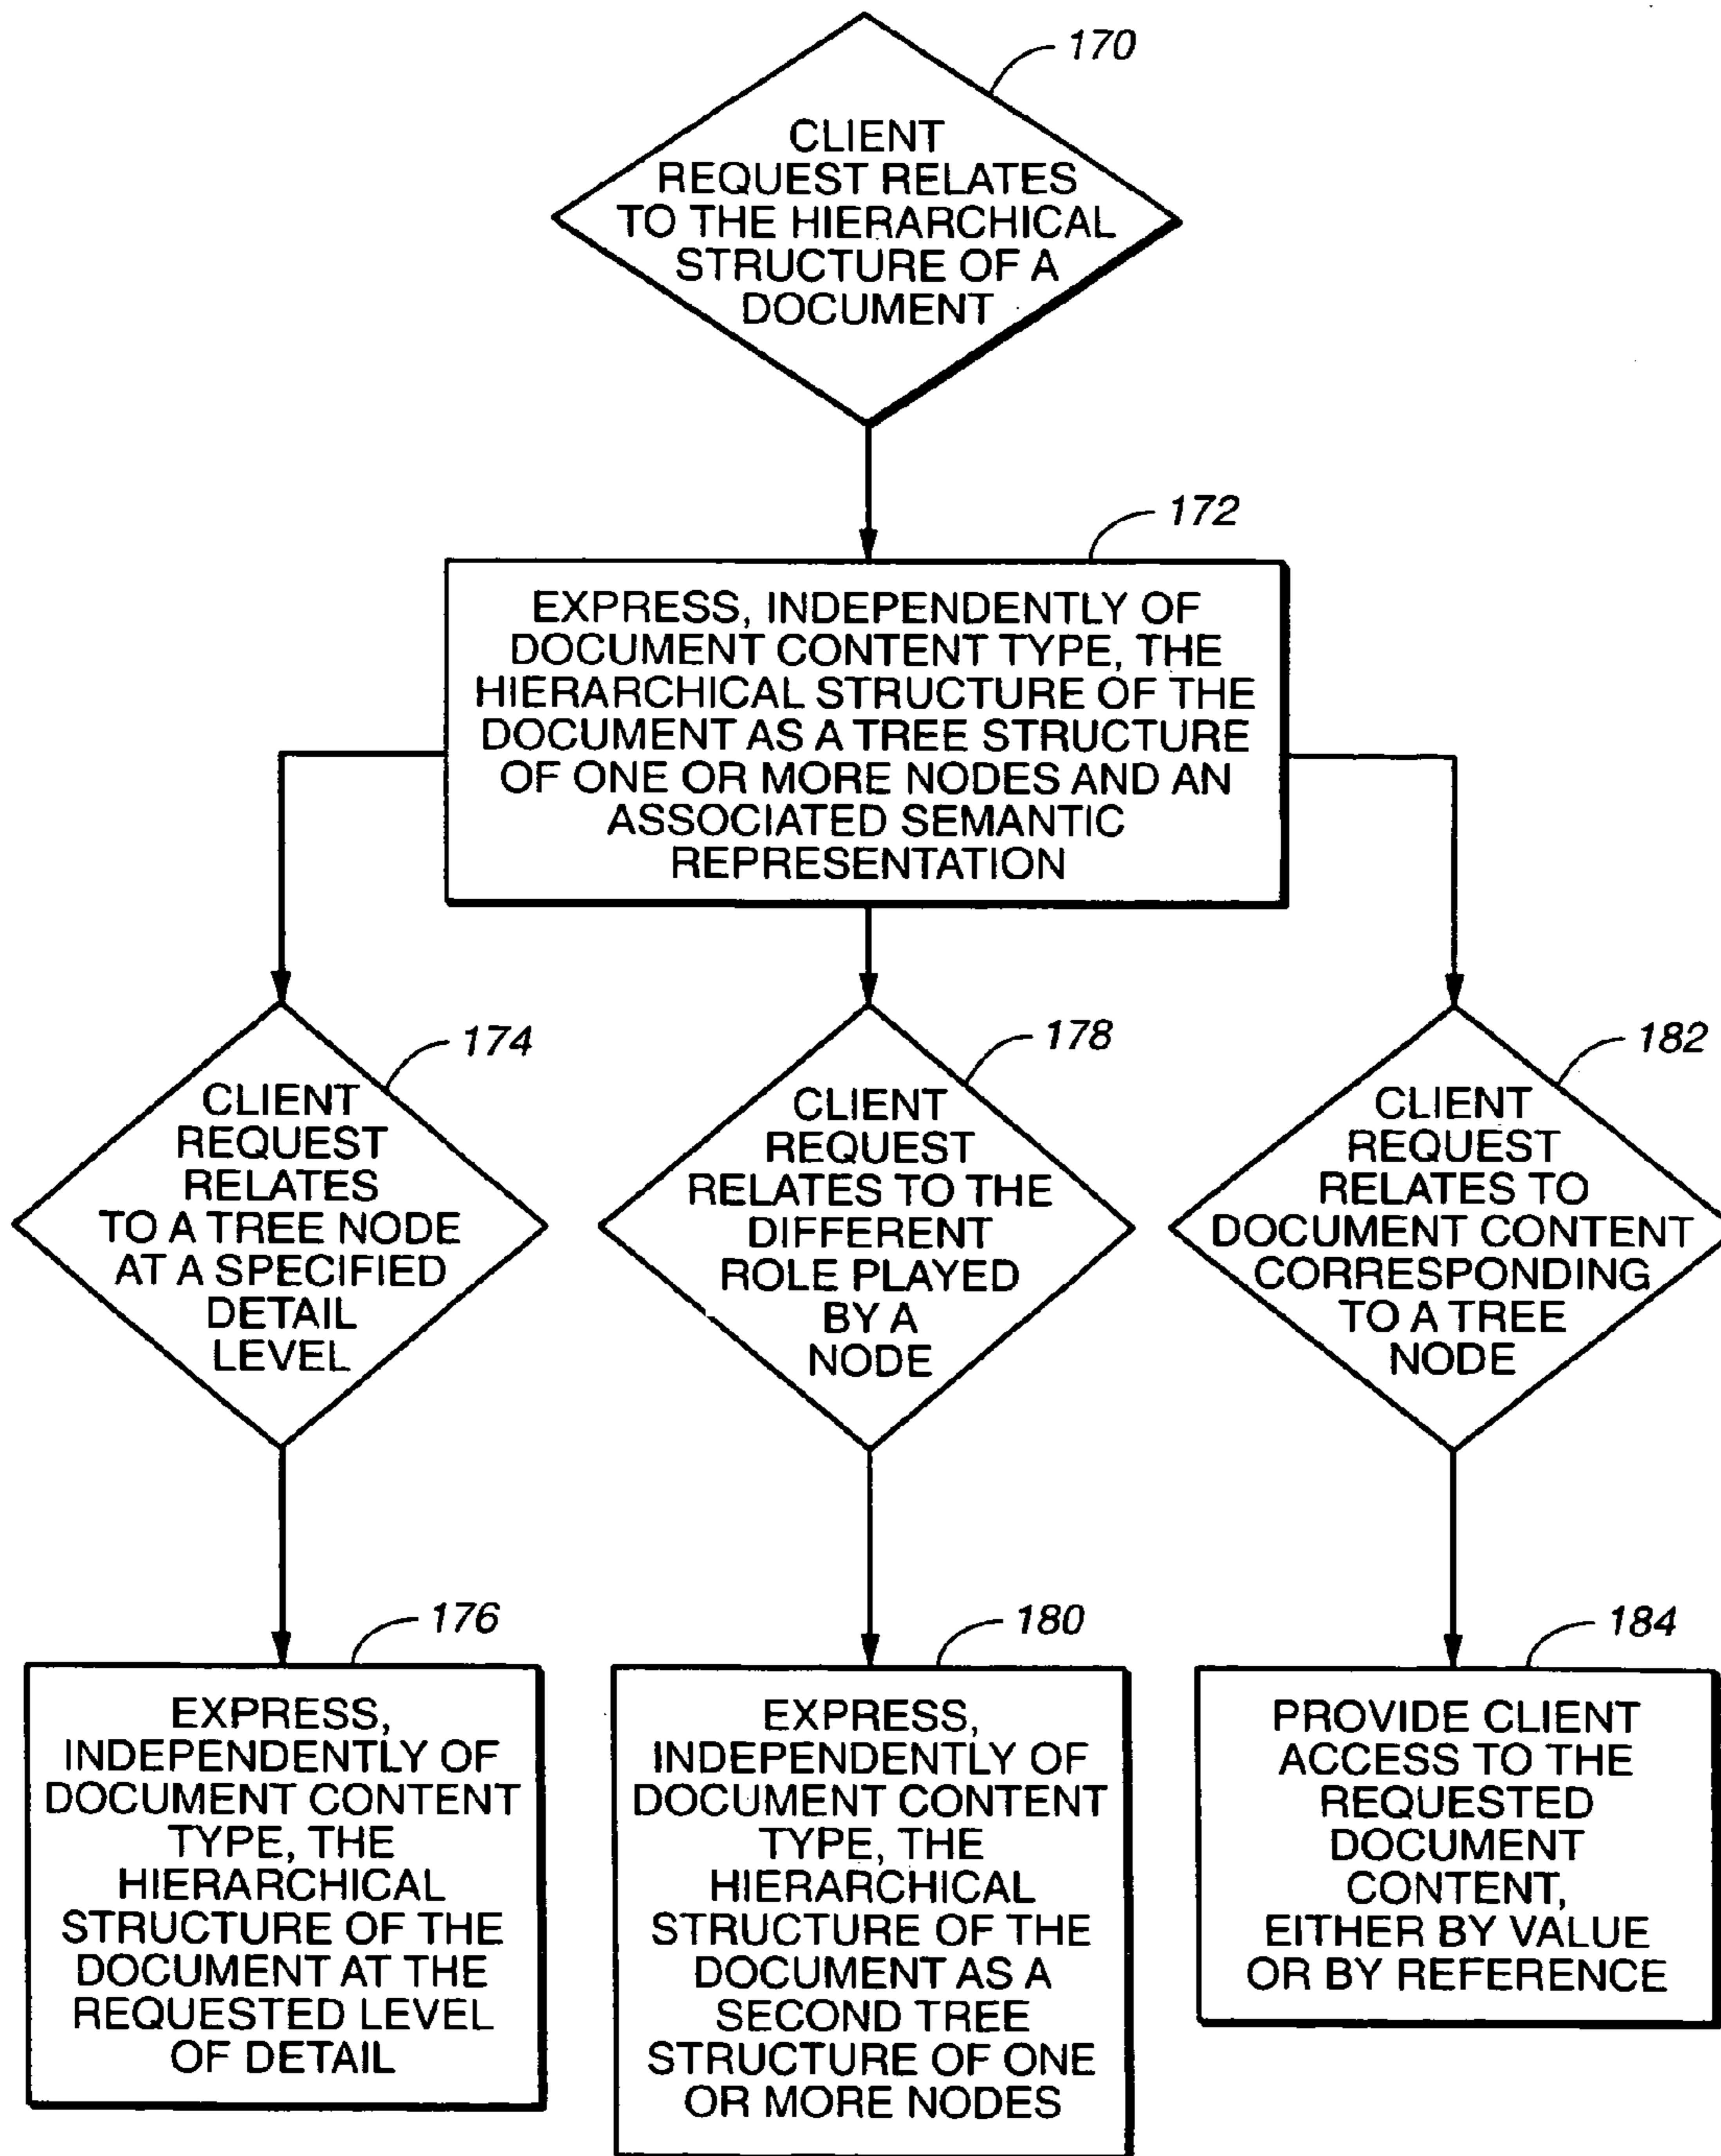 170
CLIENT
REQUEST RELATES
TO THE HIERARCHICAL
STRUCTURE OF A
DOCUMENT
172
EXPRESS, INDEPENDENTLY OF
DOCUMENT CONTENT TYPE, THE
HIERARCHICAL STRUCTURE OF THE
DOCUMENT AS A TREE STRUCTURE
OF ONE OR MORE NODES AND AN
ASSOCIATED SEMANTIC
REPRESENTATION
174
CLIENT
REQUEST
RELATES
TO A TREE NODE
AT A SPECIFIED
DETAIL
LEVEL
178
CLIENT
REQUEST
RELATES TO THE
DIFFERENT
ROLE PLAYED
BY A
NODE
182
CLIENT
REQUEST
RELATES TO
DOCUMENT CONTENT
CORRESPONDING
TO A TREE
NODE
176
EXPRESS,
INDEPENDENTLY OF
DOCUMENT CONTENT
TYPE, THE
HIERARCHICAL
STRUCTURE OF THE
DOCUMENT AT THE
REQUESTED LEVEL
OF DETAIL
180
EXPRESS,
INDEPENDENTLY OF
DOCUMENT CONTENT
TYPE, THE
HIERARCHICAL
STRUCTURE OF THE
DOCUMENT AS A
SECOND TREE
STRUCTURE OF ONE
OR MORE NODES
184
PROVIDE CLIENT
ACCESS TO THE
REQUESTED
DOCUMENT
CONTENT,
EITHER BY VALUE
OR BY REFERENCE